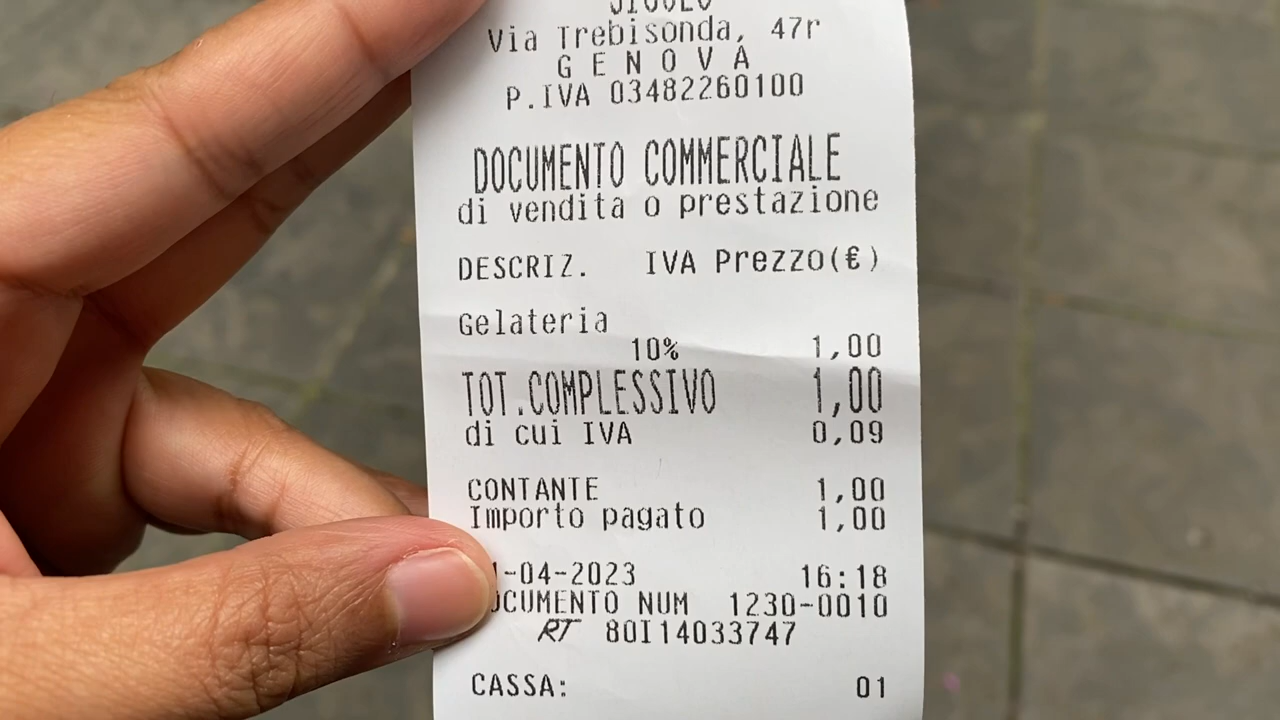 Via Trebisonda, 47r
G E N O V A
P.IVA 03482260100
DOCUMENTO COMMERCIALE
di vendita o prestazione
DESCRIZ. IVA Prezzo(€)
Gelateria
10% 1,00
TOT.COMPLESSIVO 1,00
di cui IVA 0,09
CONTANTE 1,00
Importo pagato 1,00
1-04-2023 16:18
OCUMENTO NUM 1230-0010
RT 80I14033747
CASSA: 01